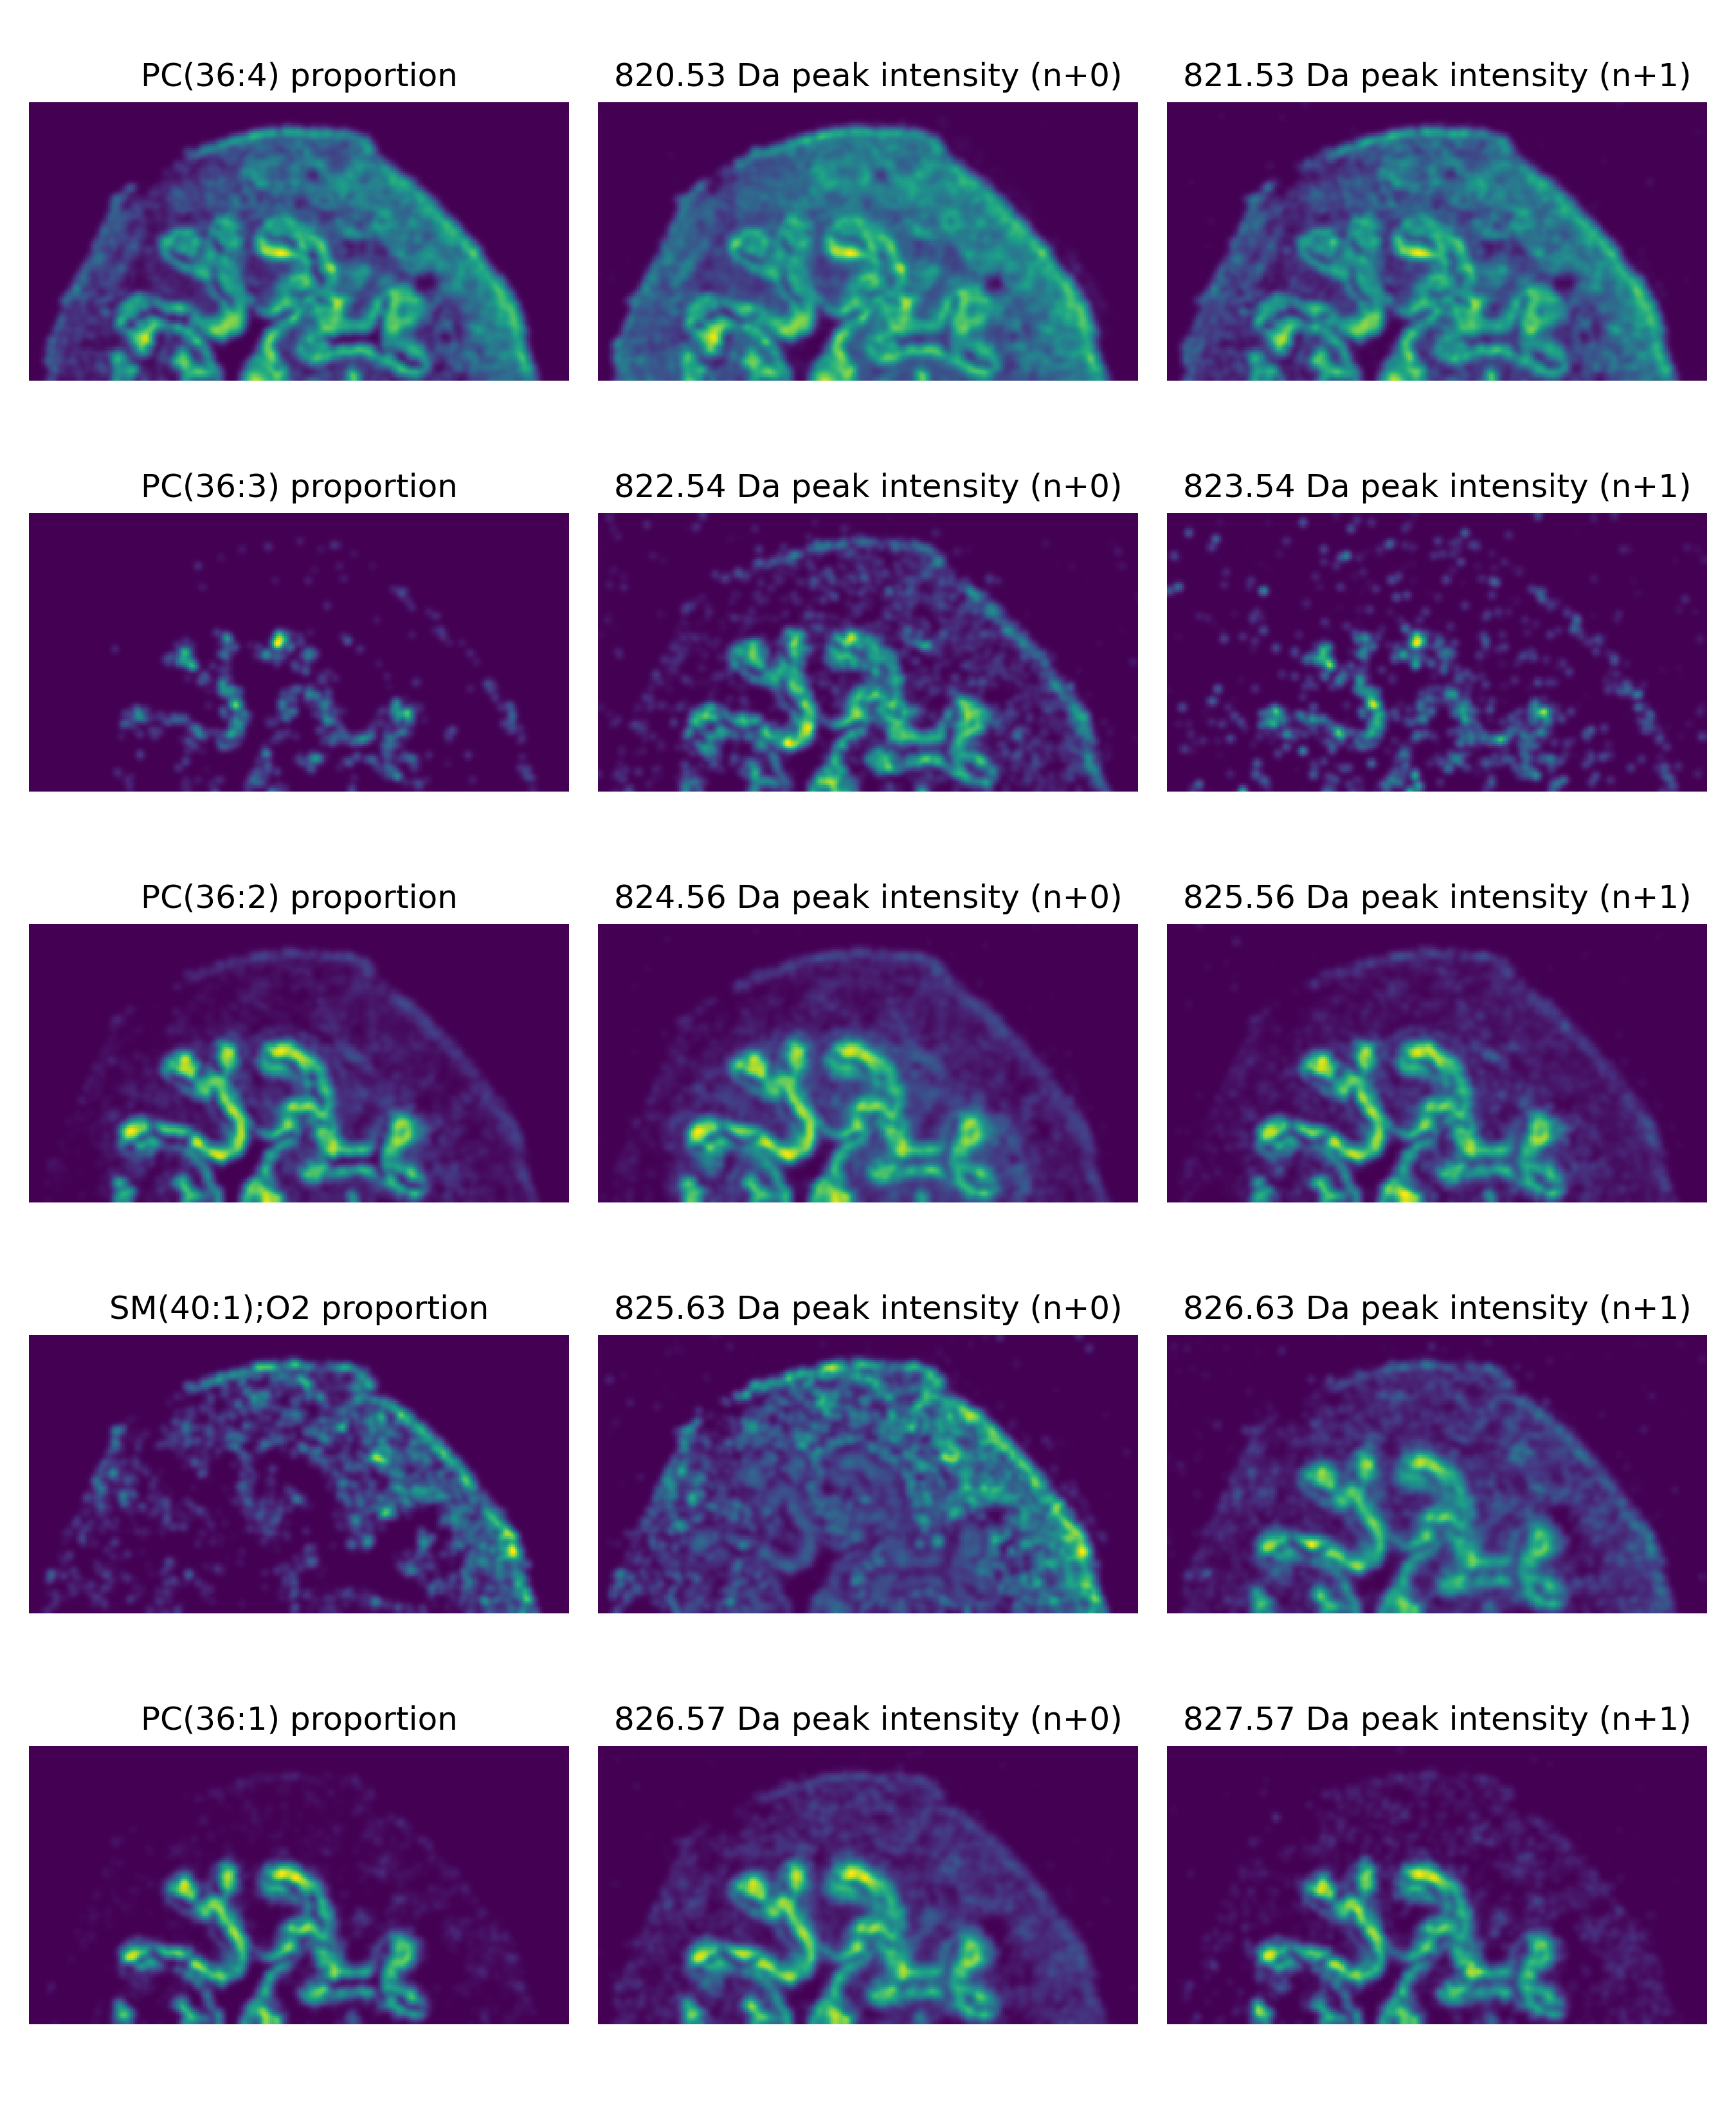 PC(36:4) proportion
820.53 Da peak intensity (n+0)
821.53 Da peak intensity (n+1)
PC(36:3) proportion
822.54 Da peak intensity (n+0)
823.54 Da peak intensity (n+1)
PC(36:2) proportion
824.56 Da peak intensity (n+0)
825.56 Da peak intensity (n+1)
SM(40:1);O2 proportion
825.63 Da peak intensity (n+0)
826.63 Da peak intensity (n+1)
PC(36:1) proportion
826.57 Da peak intensity (n+0)
827.57 Da peak intensity (n+1)